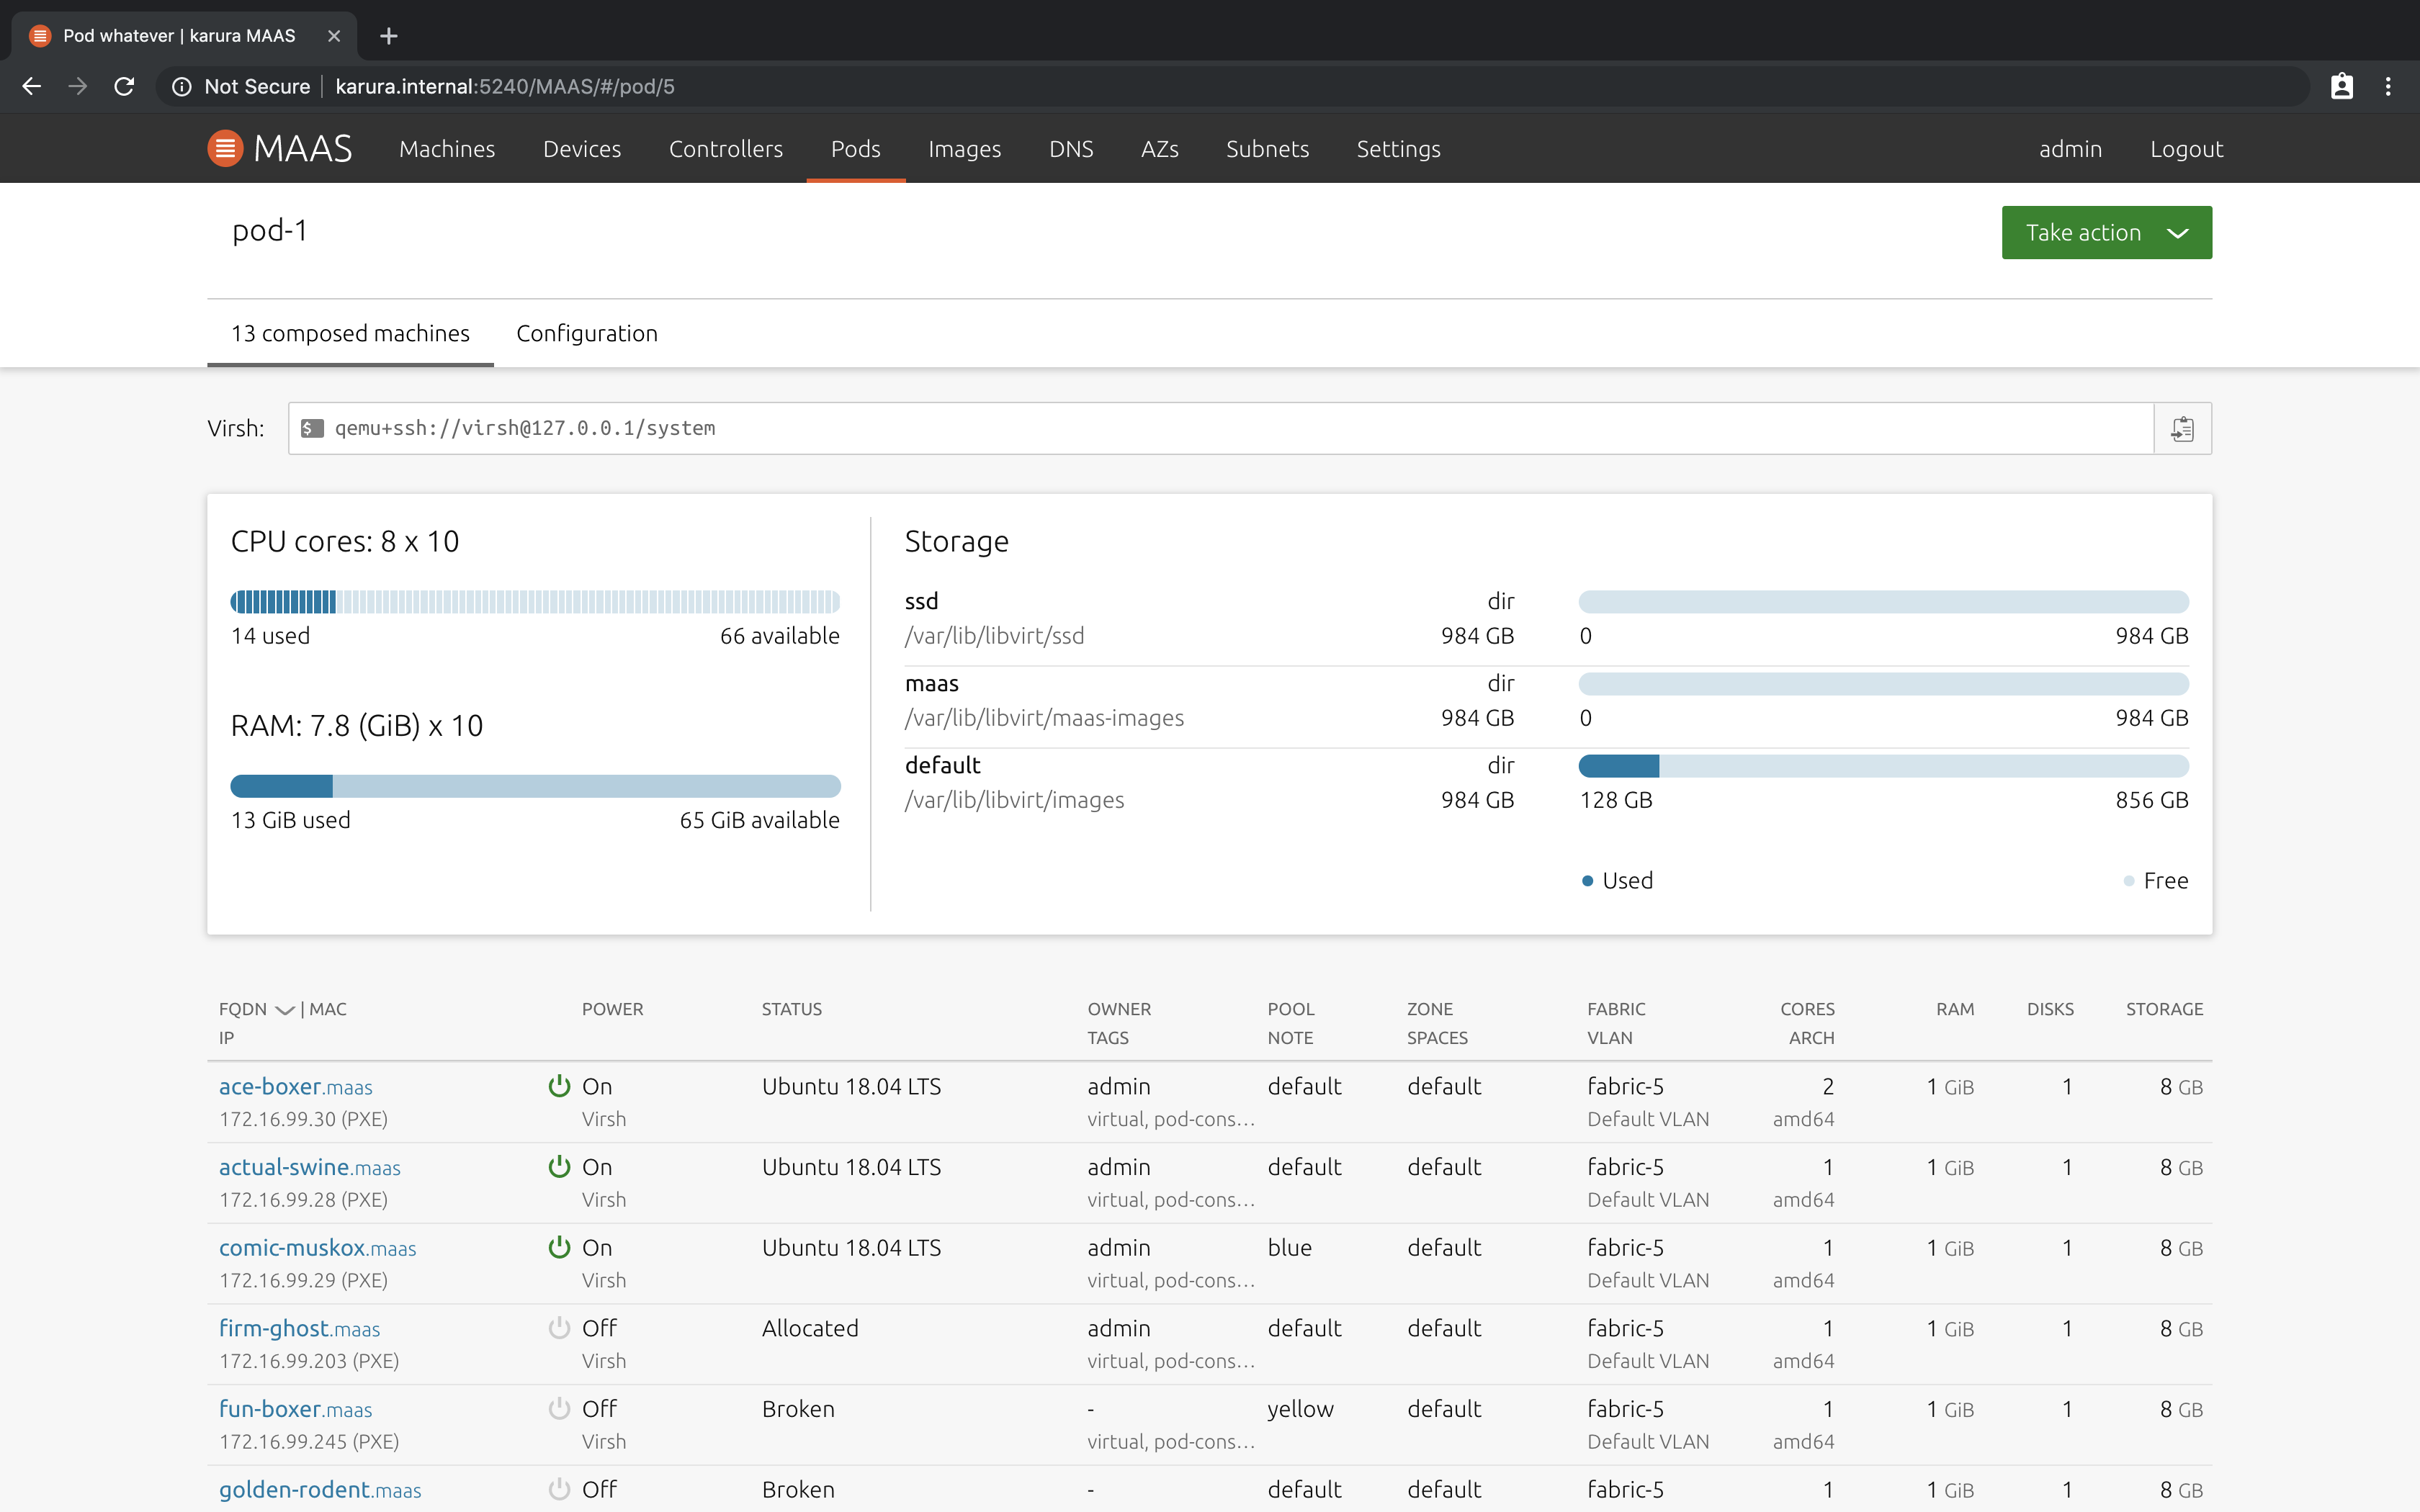 Pod whatever | karura MAAS
Not Secure | karura.internal:5240/MAAS/#/pod/5
MAAS Machines Devices Controllers Pods Images DNS AZs Subnets Settings admin Logout
pod-1 Take action
13 composed machines Configuration
Virsh: $ qemu+ssh://virsh@127.0.0.1/system
CPU cores: 8 x 10
14 used 66 available
RAM: 7.8 (GiB) x 10
13 GiB used 65 GiB available
Storage
ssd dir
/var/lib/libvirt/ssd 984 GB 0 984 GB
maas dir
/var/lib/libvirt/maas-images 984 GB 0 984 GB
default dir
/var/lib/libvirt/images 984 GB 128 GB 856 GB
Used Free
FQDN | MAC POWER STATUS OWNER POOL ZONE FABRIC CORES RAM DISKS STORAGE
IP TAGS NOTE SPACES VLAN ARCH
ace-boxer.maas On Ubuntu 18.04 LTS admin default default fabric-5 2 1 GiB 1 8 GB
172.16.99.30 (PXE) Virsh virtual, pod-cons... Default VLAN amd64
actual-swine.maas On Ubuntu 18.04 LTS admin default default fabric-5 1 1 GiB 1 8 GB
172.16.99.28 (PXE) Virsh virtual, pod-cons... Default VLAN amd64
comic-muskox.maas On Ubuntu 18.04 LTS admin blue default fabric-5 1 1 GiB 1 8 GB
172.16.99.29 (PXE) Virsh virtual, pod-cons... Default VLAN amd64
firm-ghost.maas Off Allocated admin default default fabric-5 1 1 GiB 1 8 GB
172.16.99.203 (PXE) Virsh virtual, pod-cons... Default VLAN amd64
fun-boxer.maas Off Broken - yellow default fabric-5 1 1 GiB 1 8 GB
172.16.99.245 (PXE) Virsh virtual, pod-cons... Default VLAN amd64
golden-rodent.maas Off Broken - default default fabric-5 1 1 GiB 1 8 GB